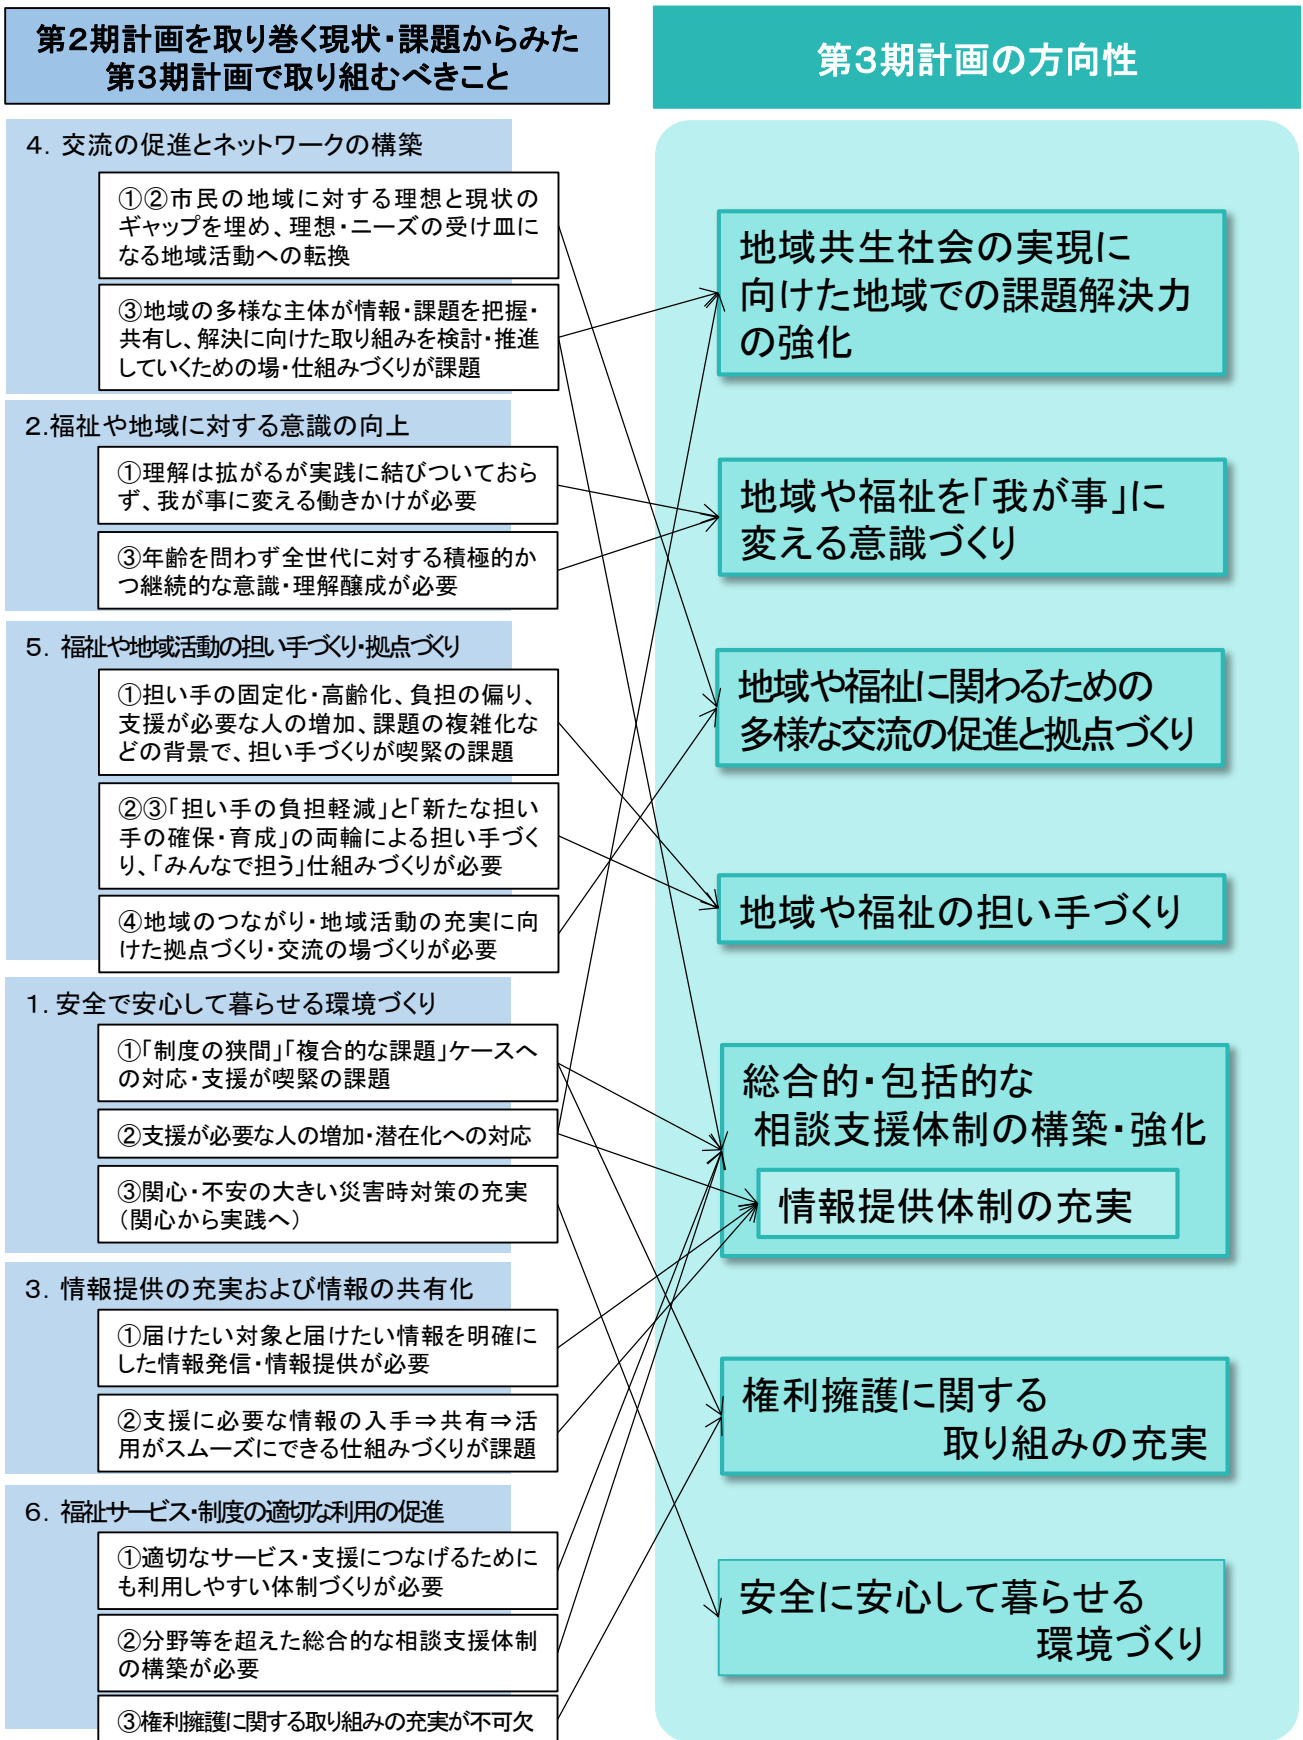 第2期計画を取り巻く現状・課題からみた
第3期計画で取り組むべきこと
4．交流の促進とネットワークの構築
①②市民の地域に対する理想と現状の
ギャップを埋め、理想・ニーズの受け皿に
なる地域活動への転換
③地域の多様な主体が情報・課題を把握・
共有し、解決に向けた取り組みを検討・推進
していくための場・仕組みづくりが課題
2.福祉や地域に対する意識の向上
①理解は拡がるが実践に結びついておら
ず、我が事に変える働きかけが必要
③年齢を問わず全世代に対する積極的か
つ継続的な意識・理解醸成が必要
5．福祉や地域活動の担い手づくり・拠点づくり
①担い手の固定化・高齢化、負担の偏り、
支援が必要な人の増加、課題の複雑化な
どの背景で、担い手づくりが喫緊の課題
②③「担い手の負担軽減」と「新たな担い
手の確保・育成」の両輪による担い手づく
り、「みんなで担う」仕組みづくりが必要
④地域のつながり・地域活動の充実に向
けた拠点づくり・交流の場づくりが必要
1．安全で安心して暮らせる環境づくり
①「制度の狭間」「複合的な課題」ケースへ
の対応・支援が喫緊の課題
②支援が必要な人の増加・潜在化への対応
③関心・不安の大きい災害時対策の充実
（関心から実践へ）
3．情報提供の充実および情報の共有化
①届けたい対象と届けたい情報を明確に
した情報発信・情報提供が必要
②支援に必要な情報の入手⇒共有⇒活
用がスムーズにできる仕組みづくりが課題
6．福祉サービス・制度の適切な利用の促進
①適切なサービス・支援につなげるために
も利用しやすい体制づくりが必要
②分野等を超えた総合的な相談支援体制
の構築が必要
③権利擁護に関する取り組みの充実が不可欠
第3期計画の方向性
地域共生社会の実現に
向けた地域での課題解決力
の強化
地域や福祉を「我が事」に
変える意識づくり
地域や福祉に関わるための
多様な交流の促進と拠点づくり
地域や福祉の担い手づくり
総合的・包括的な
相談支援体制の構築・強化
情報提供体制の充実
権利擁護に関する
取り組みの充実
安全に安心して暮らせる
環境づくり